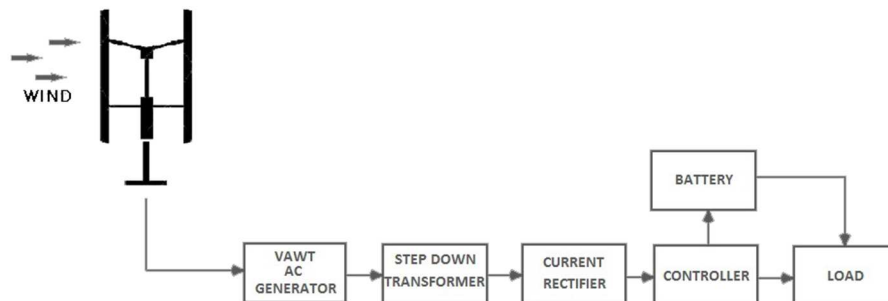 WIND
BATTERY
VAWT
AC
GENERATOR
STEP DOWN
TRANSFORMER
CURRENT
RECTIFIER
CONTROLLER
LOAD